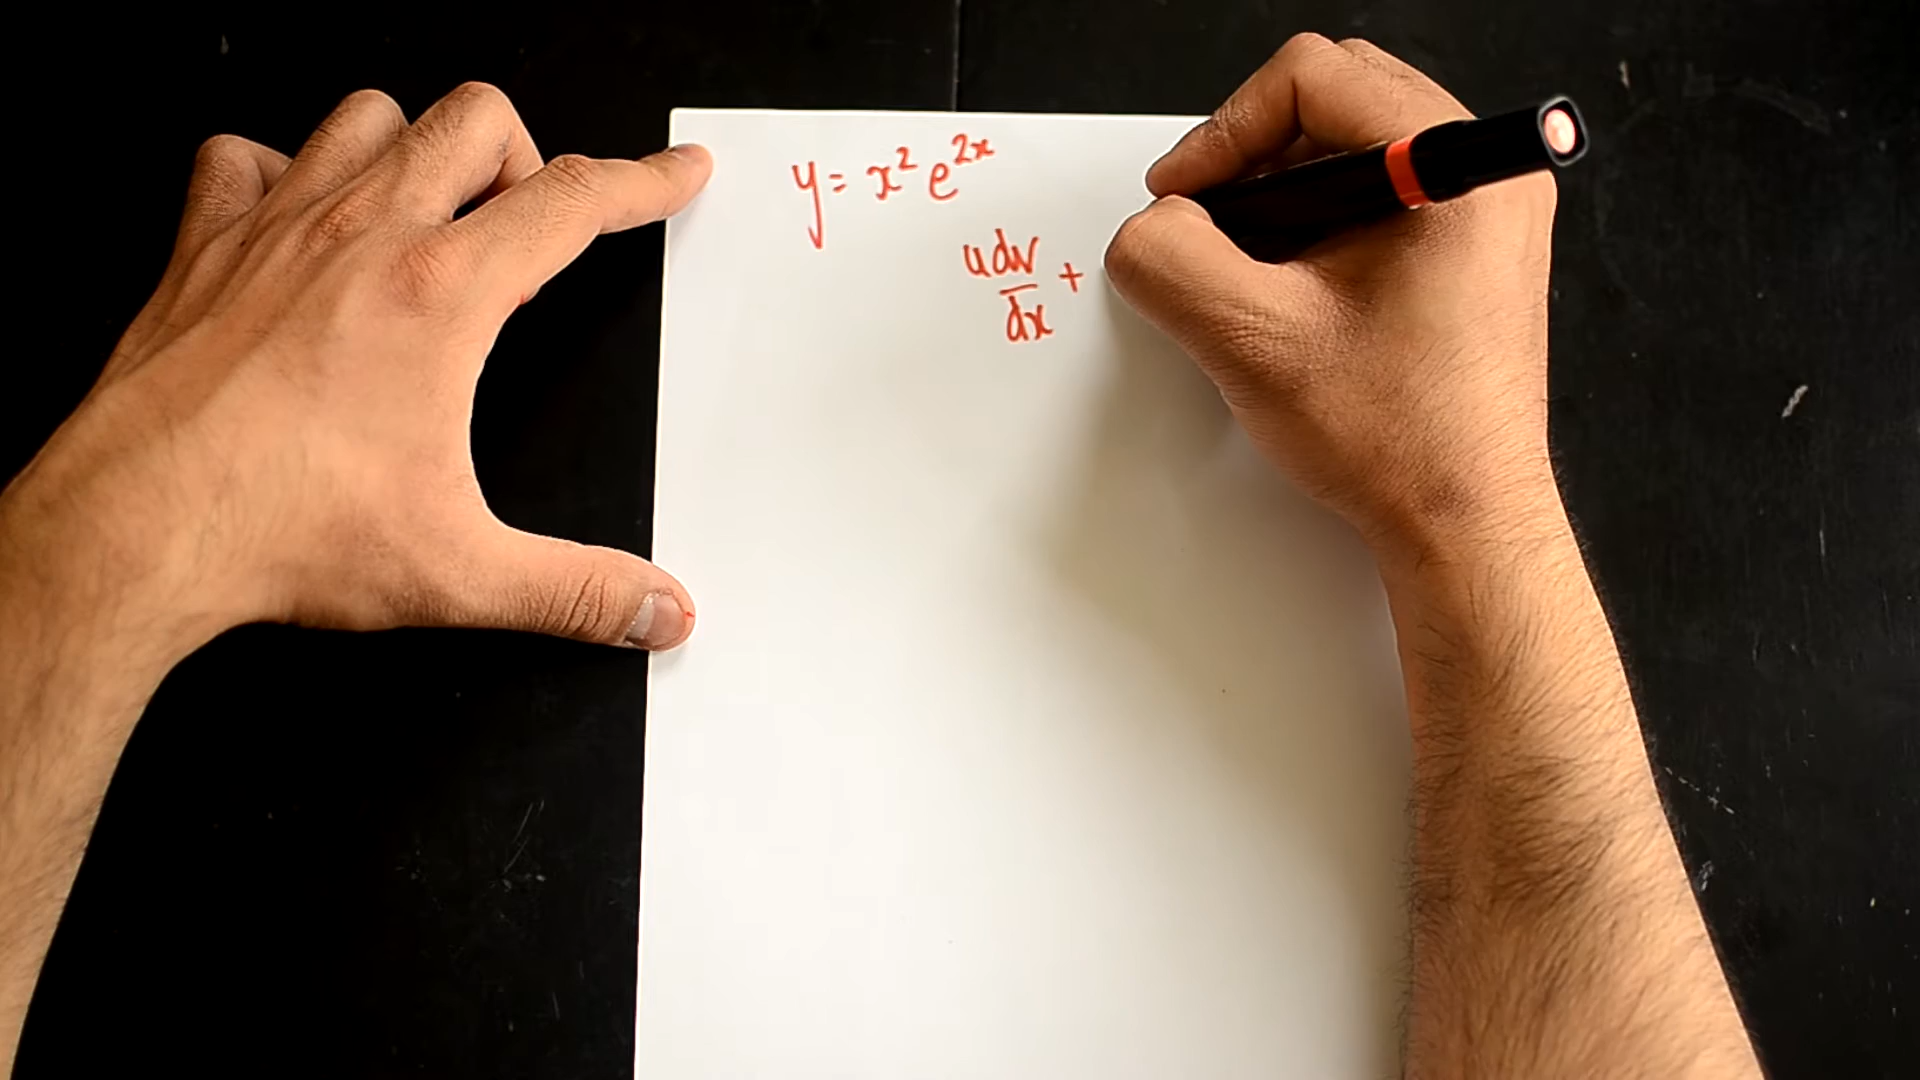 y = x² e²ˣ
u dv/dx +